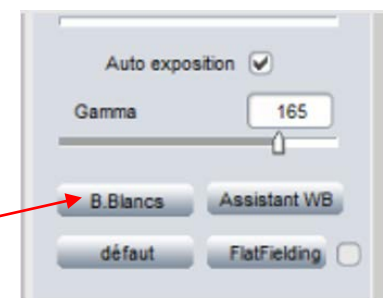 Auto exposition
Gamma 165
B.Blancs Assistant WB
défaut FlatFielding